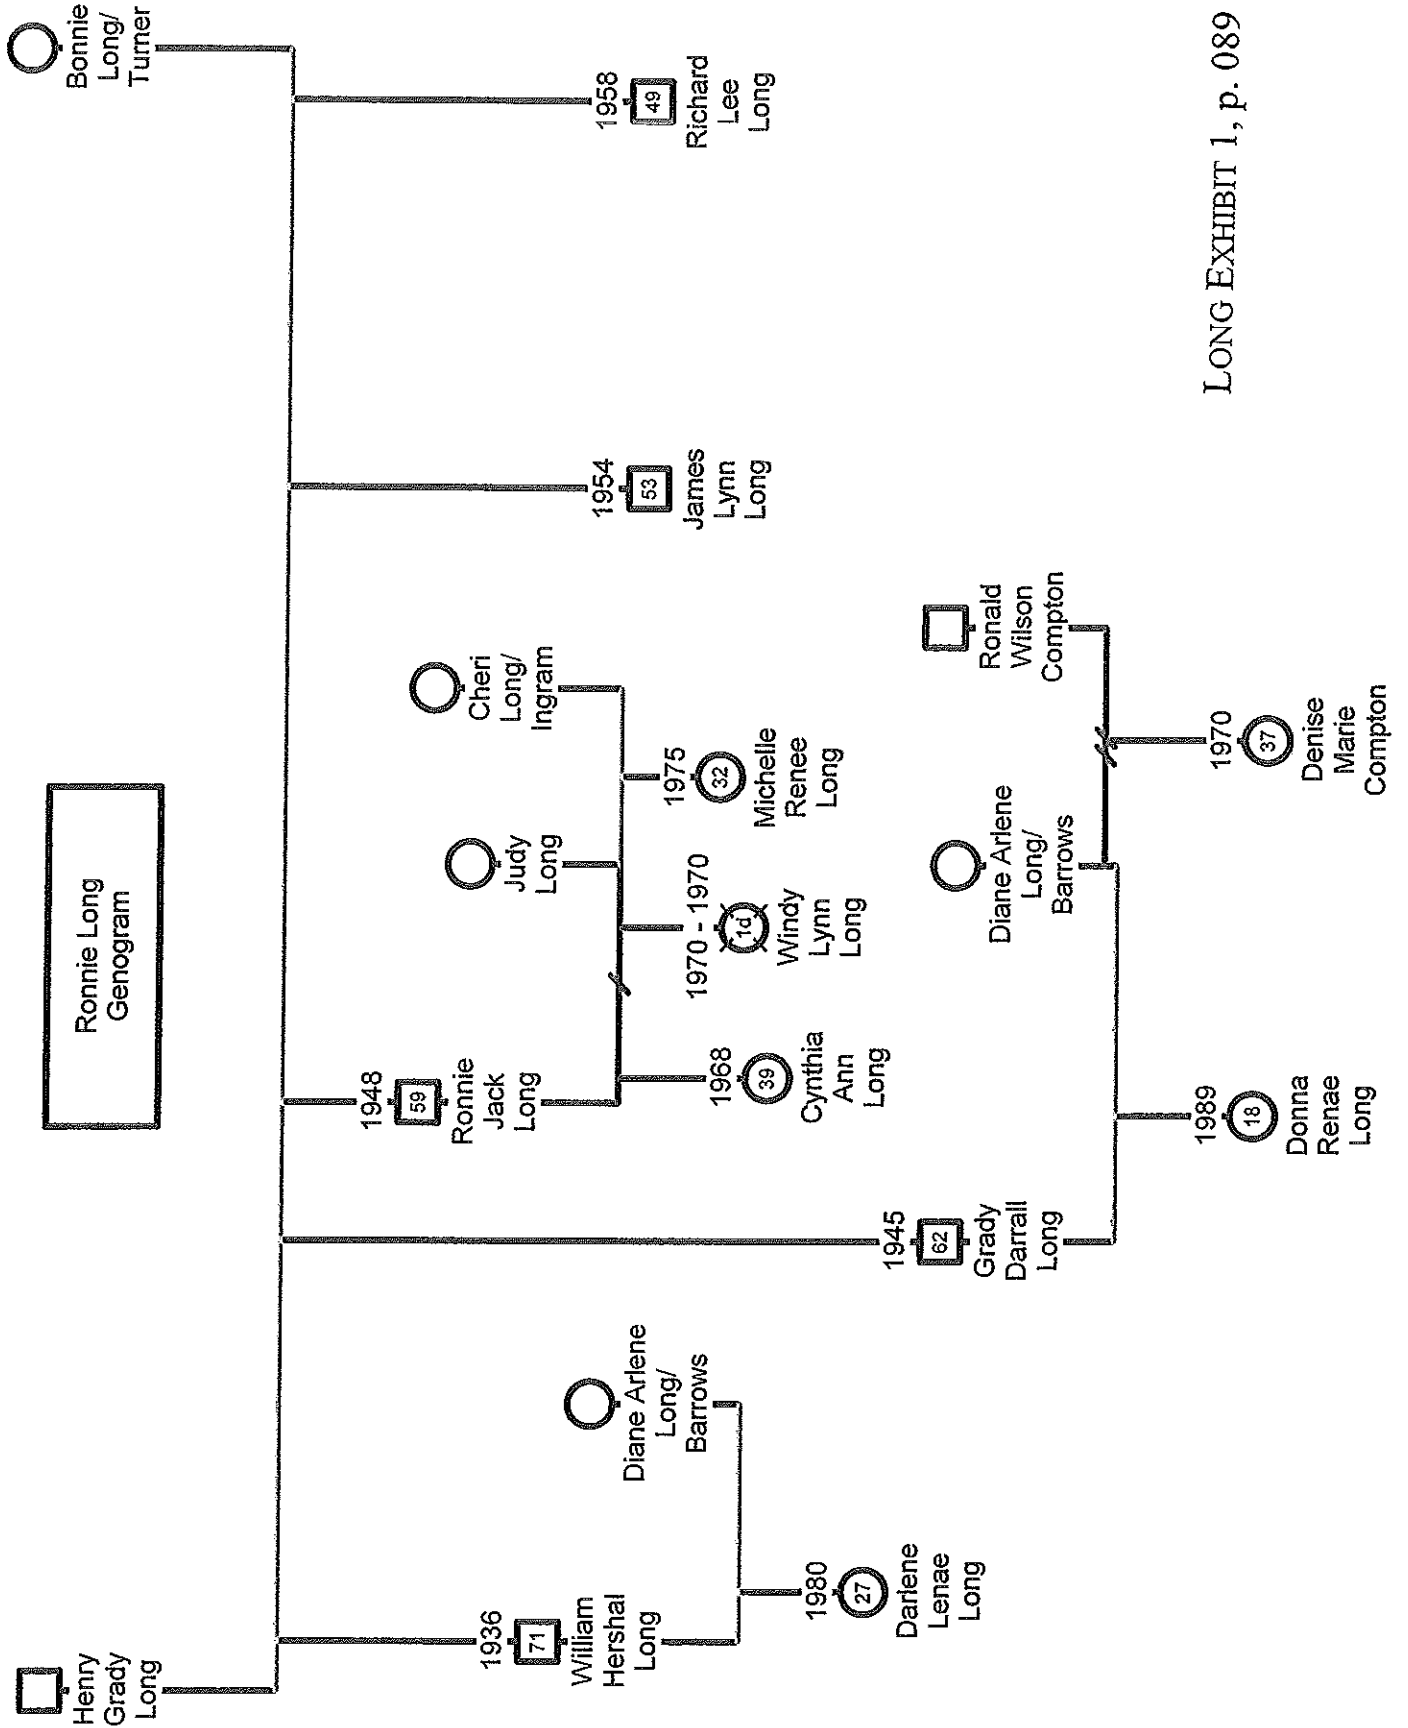 Ronnie Long
Genogram
Henry
Grady
Long
Bonnie
Long/
Turner
1936
71
William
Hershal
Long
Diane Arlene
Long/
Barrows
1980
27
Darlene
Lenae
Long
1945
62
Grady
Darrall
Long
1948
59
Ronnie
Jack
Long
Judy
Long
Cheri
Long/
Ingram
1968
39
Cynthia
Ann
Long
1970 - 1970
1d
Windy
Lynn
Long
1975
32
Michelle
Renee
Long
1954
53
James
Lynn
Long
1958
49
Richard
Lee
Long
Diane Arlene
Long/
Barrows
Ronald
Wilson
Compton
1989
18
Donna
Renae
Long
1970
37
Denise
Marie
Compton
LONG EXHIBIT 1, p. 089